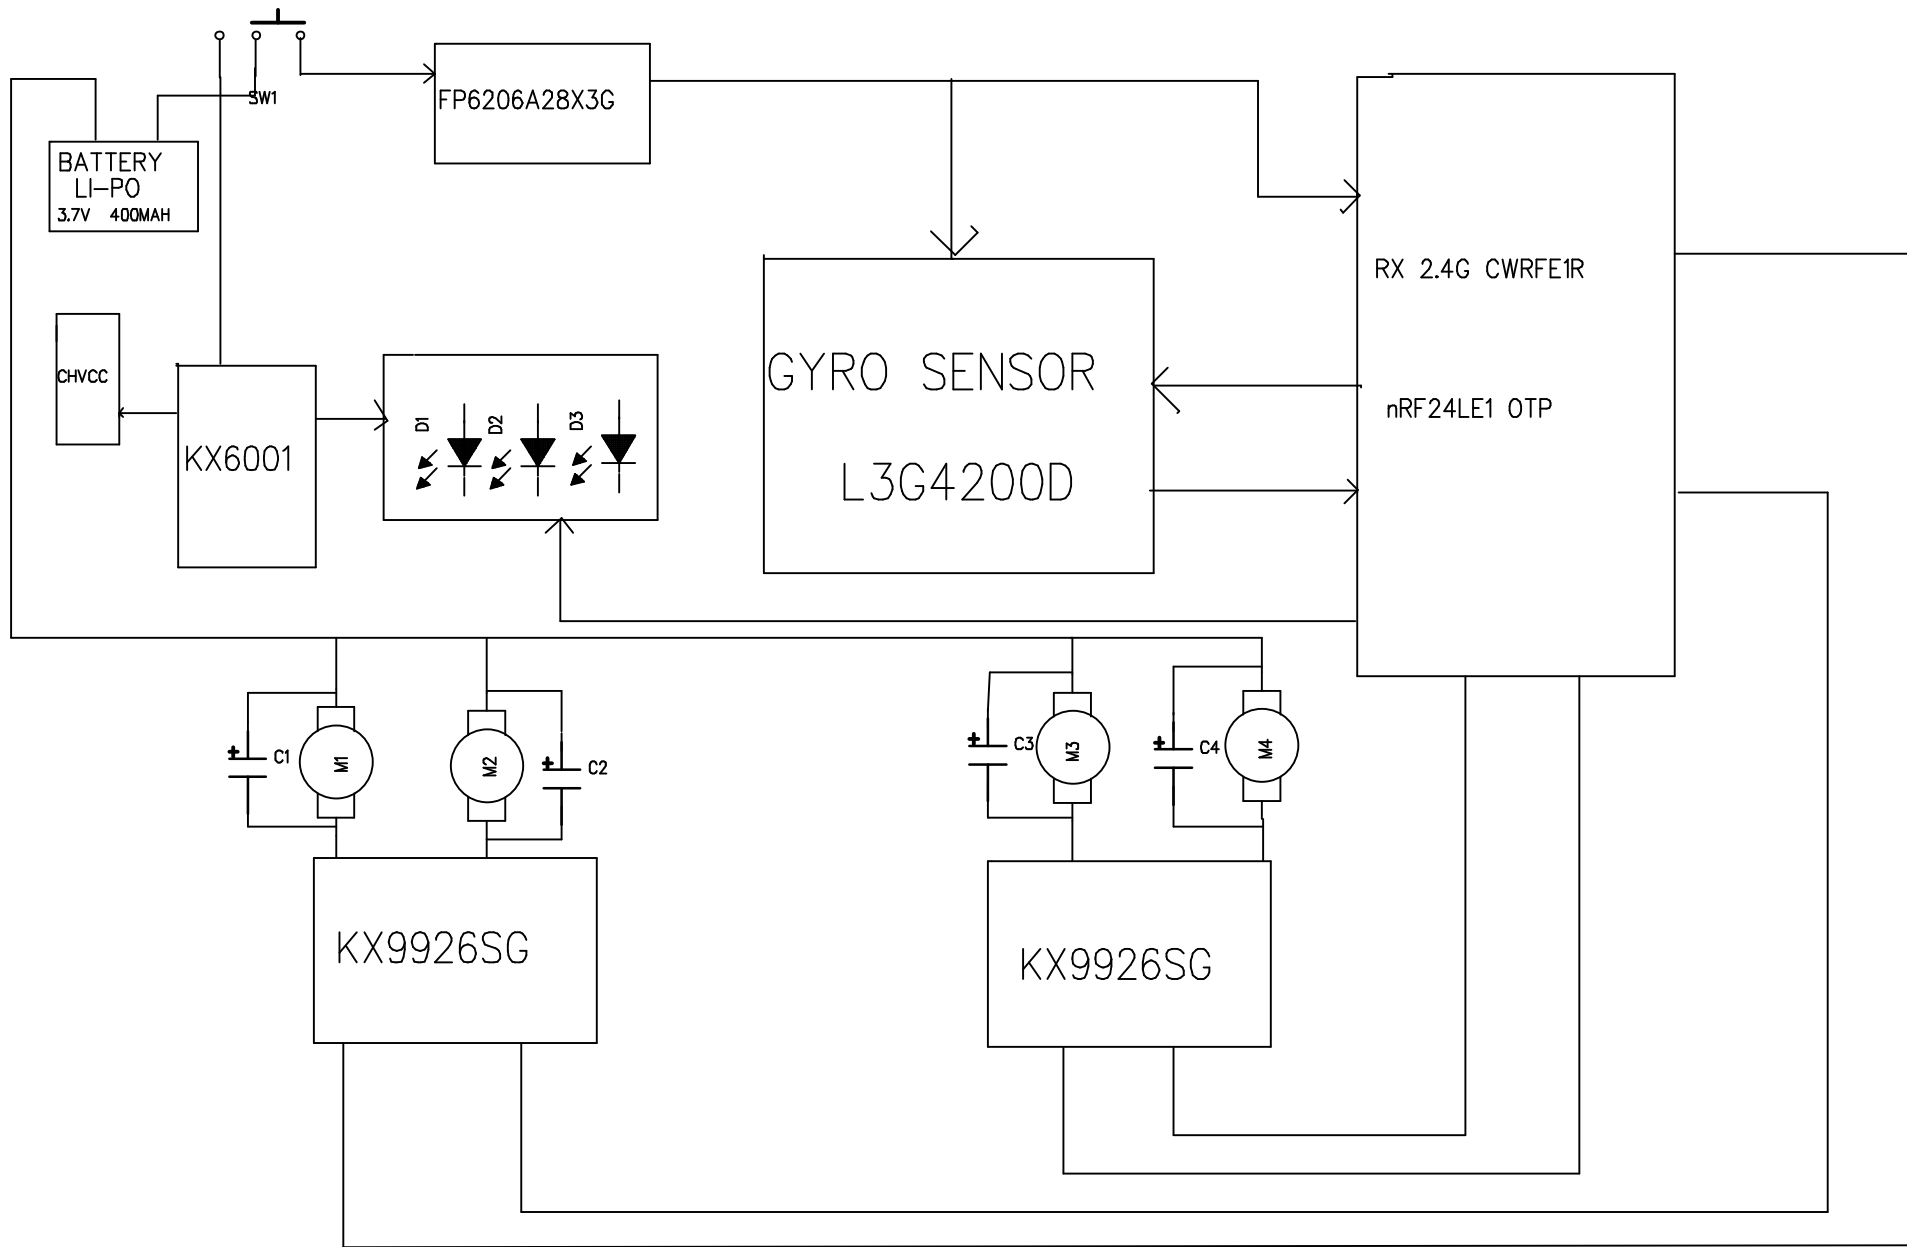 SW1
FP6206A28X3G
BATTERY
LI-PO
3.7V 400MAH
RX 2.4G CWRFE1R
nRF24LE1 OTP
CHVCC
KX6001
D1
D2
D3
GYRO SENSOR
L3G4200D
C1
M1
M2
C2
C3
M3
C4
M4
KX9926SG
KX9926SG